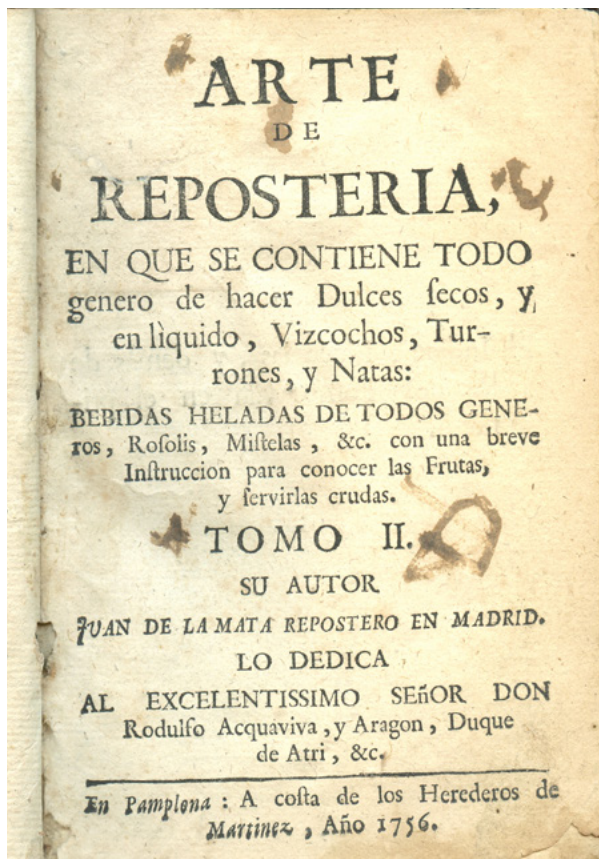 ARTE
DE
REPOSTERIA,
EN QUE SE CONTIENE TODO
genero de hacer Dulces ſecos, y
en lìquido, Vizcochos, Tur-
rones, y Natas:
BEBIDAS HELADAS DE TODOS GENE-
ros, Roſolis, Miſtelas, &c. con una breve
Inſtruccion para conocer las Frutas,
y ſervirlas crudas.
TOMO II.
SU AUTOR
JUAN DE LA MATA REPOSTERO EN MADRID.
LO DEDICA
AL EXCELENTISSIMO SEñOR DON
Rodulfo Acquaviva, y Aragon, Duque
de Atri, &c.
En Pamplona: A coſta de los Herederos de
Martinez, Año 1756.